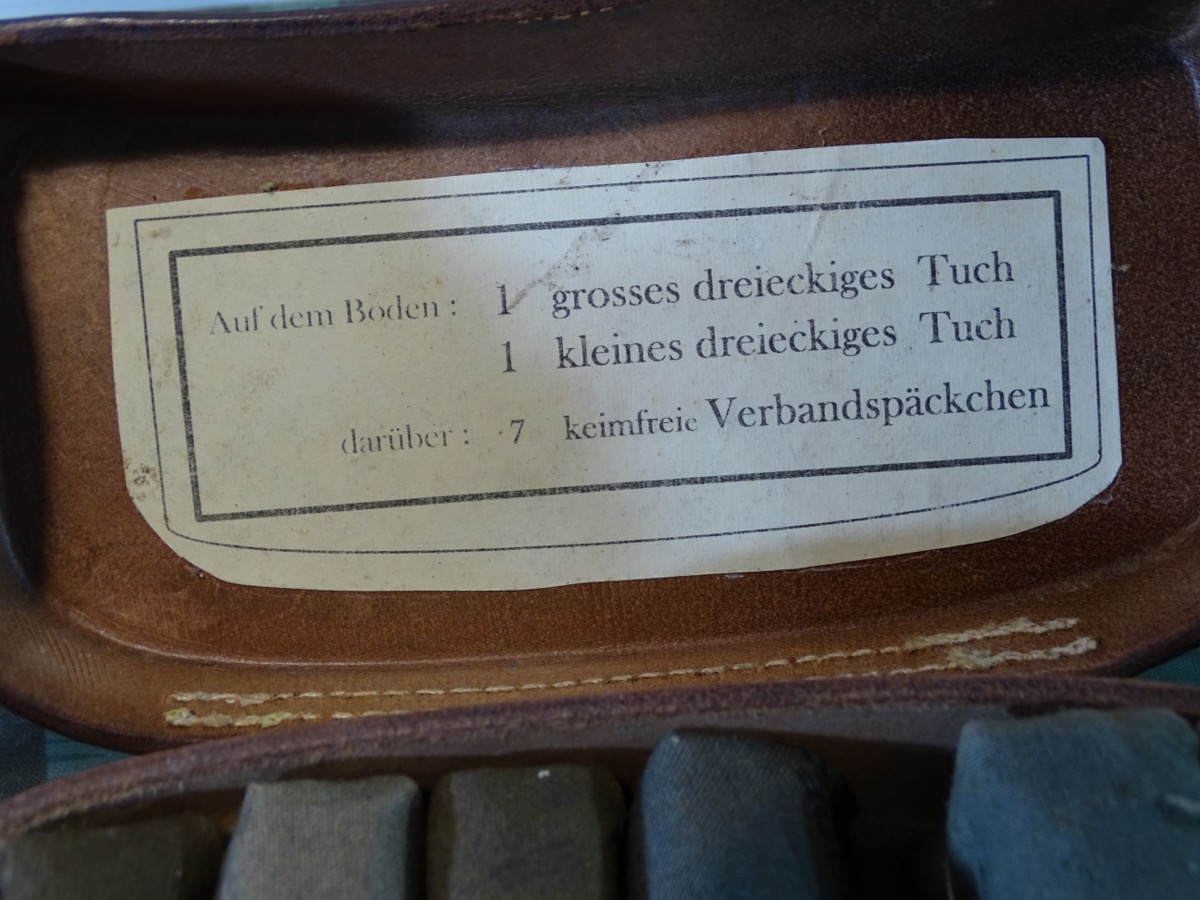 Auf dem Boden : 1 grosses dreieckiges Tuch
1 kleines dreieckiges Tuch
darüber : 7 keimfreie Verbandspäckchen